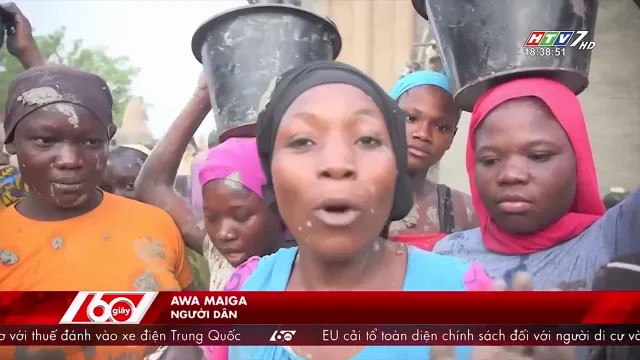 HTV7 HD
18:38:51
60 giây
AWA MAIGA
NGƯỜI DÂN
ơ với thuế đánh vào xe điện Trung Quốc 60 EU cải tổ toàn diện chính sách đối với người di cư và